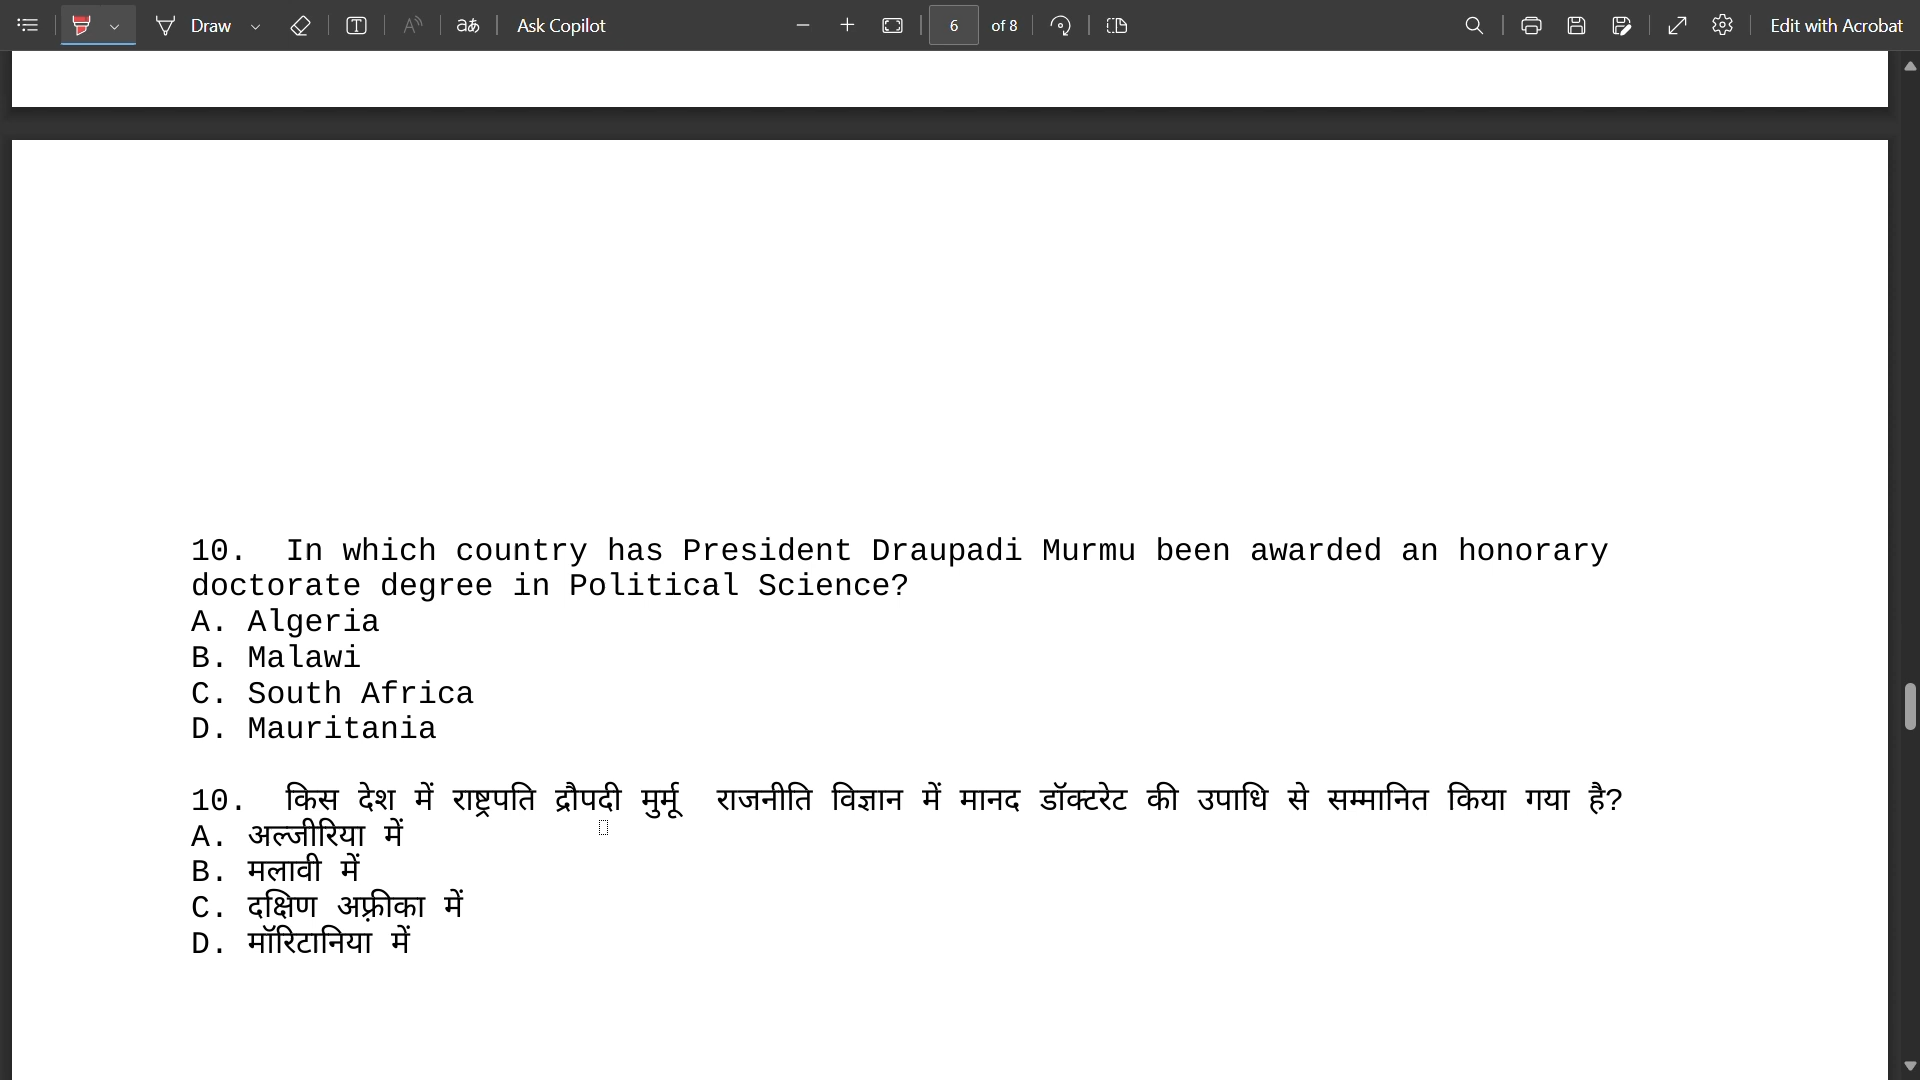 Draw
aあ
Ask Copilot
6 of 8
Edit with Acrobat
10. In which country has President Draupadi Murmu been awarded an honorary
doctorate degree in Political Science?
A. Algeria
B. Malawi
C. South Africa
D. Mauritania
10. किस देश में राष्ट्रपति द्रौपदी मुर्मू राजनीति विज्ञान में मानद डॉक्टरेट की उपाधि से सम्मानित किया गया है?
A. अल्जीरिया में
B. मलावी में
C. दक्षिण अफ़्रीका में
D. मॉरिटानिया में